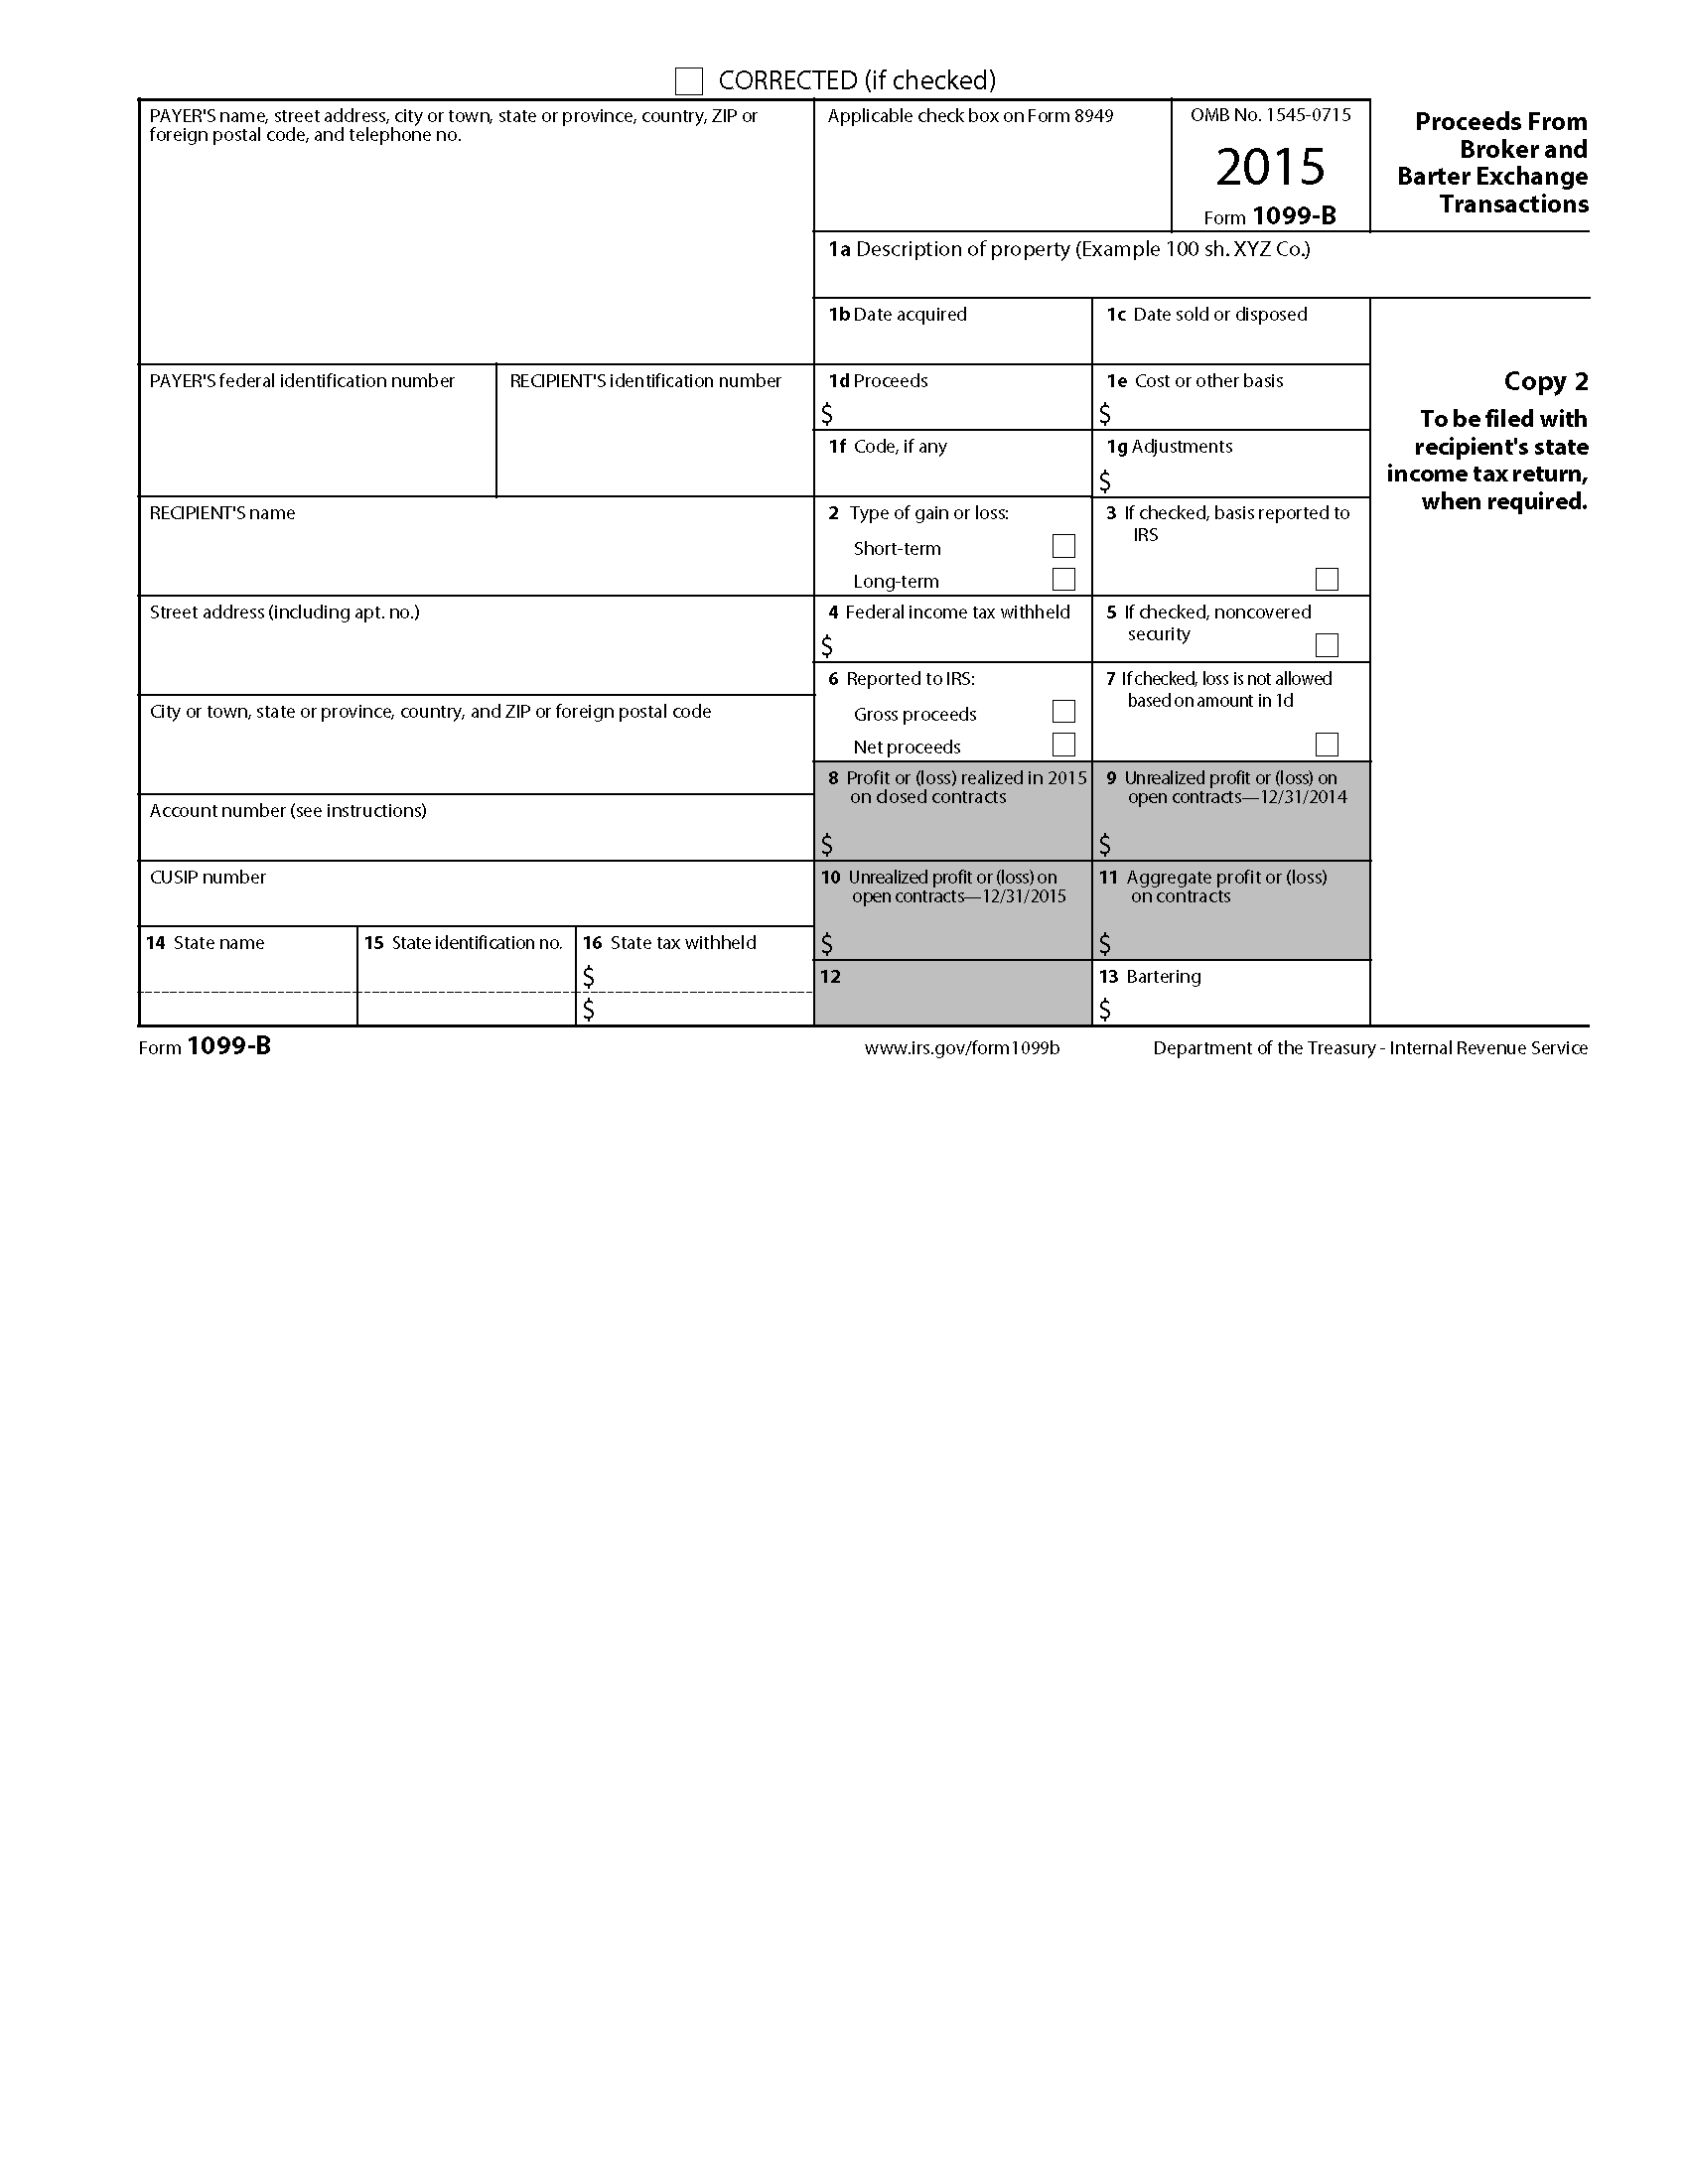 CORRECTED (if checked)
PAYER'S name, street address, city or town, state or province, country, ZIP or
foreign postal code, and telephone no.
Applicable check box on Form 8949
OMB No. 1545-0715
2015
Form 1099-B
Proceeds From
Broker and
Barter Exchange
Transactions
1a Description of property (Example 100 sh. XYZ Co.)
1b Date acquired
1c Date sold or disposed
PAYER'S federal identification number
RECIPIENT'S identification number
1d Proceeds
$
1e Cost or other basis
$
Copy 2
To be filed with
recipient's state
income tax return,
when required.
1f Code, if any
1g Adjustments
$
RECIPIENT'S name
2 Type of gain or loss:
Short-term
Long-term
3 If checked, basis reported to
IRS
Street address (including apt. no.)
4 Federal income tax withheld
$
5 If checked, noncovered
security
6 Reported to IRS:
Gross proceeds
Net proceeds
7 If checked, loss is not allowed
based on amount in 1d
City or town, state or province, country, and ZIP or foreign postal code
8 Profit or (loss) realized in 2015
on closed contracts
$
9 Unrealized profit or (loss) on
open contracts—12/31/2014
$
Account number (see instructions)
CUSIP number
10 Unrealized profit or (loss) on
open contracts—12/31/2015
$
11 Aggregate profit or (loss)
on contracts
$
14 State name
15 State identification no.
16 State tax withheld
$
$
12
13 Bartering
$
Form 1099-B
www.irs.gov/form1099b
Department of the Treasury - Internal Revenue Service